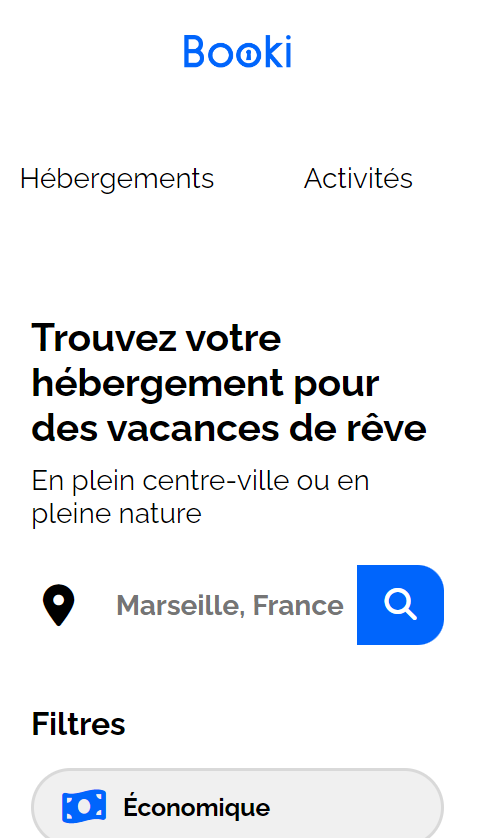 Booki
Hébergements Activités
Trouvez votre
hébergement pour
des vacances de rêve
En plein centre-ville ou en
pleine nature
Marseille, France
Filtres
Économique